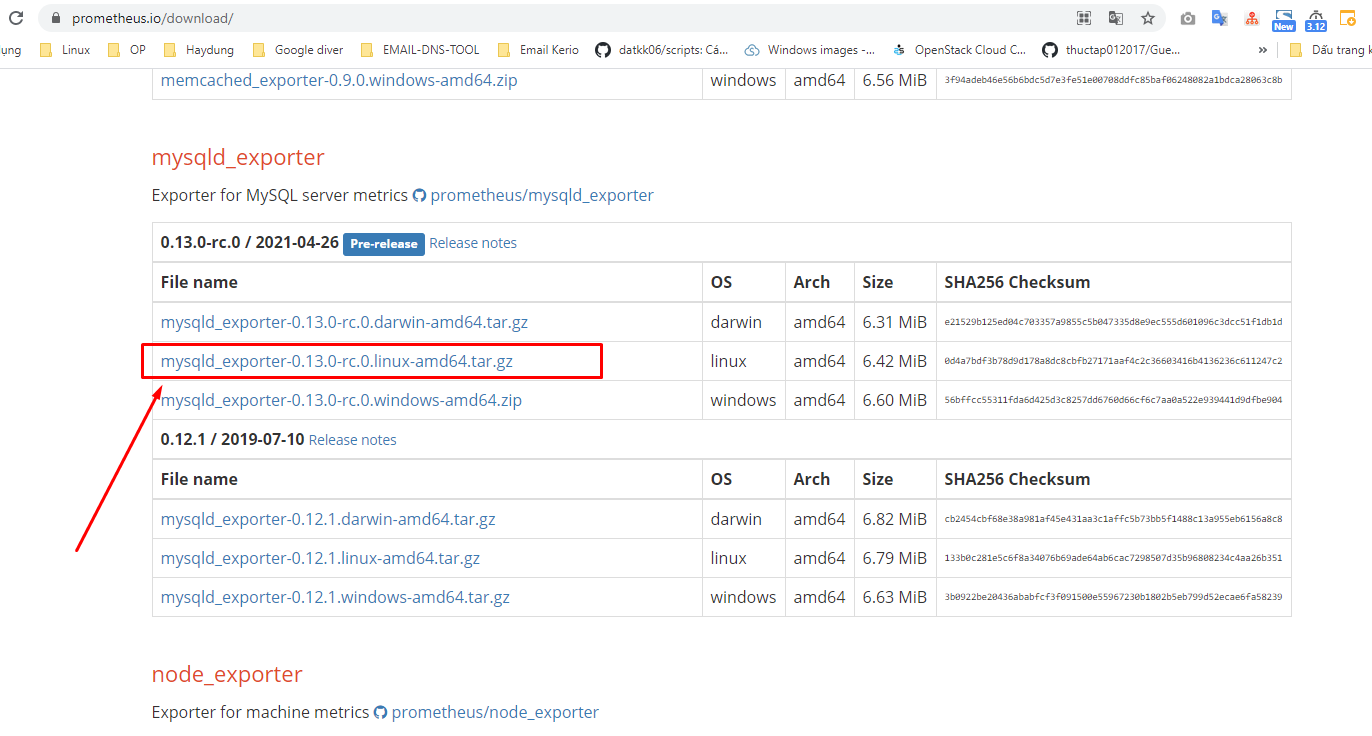 prometheus.io/download/
New
3.12
ụng Linux OP Haydung Google diver EMAIL-DNS-TOOL Email Kerio datkk06/scripts: Cá... Windows images -... OpenStack Cloud C... thuctap012017/Gue... » Dấu trang k
memcached_exporter-0.9.0.windows-amd64.zip windows amd64 6.56 MiB 3f94adeb46e56b6bdc5d7e3fe51e00708ddfc85baf06248082a1bdca28063c8b
mysqld_exporter
Exporter for MySQL server metrics prometheus/mysqld_exporter
0.13.0-rc.0 / 2021-04-26 Pre-release Release notes
File name OS Arch Size SHA256 Checksum
mysqld_exporter-0.13.0-rc.0.darwin-amd64.tar.gz darwin amd64 6.31 MiB e21529b125ed04c703357a9855c5b047335d8e9ec555d601096c3dcc51f1db1d
mysqld_exporter-0.13.0-rc.0.linux-amd64.tar.gz linux amd64 6.42 MiB 0d4a7bdf3b78d9d178a8dc8cbfb27171aaf4c2c36603416b4136236c611247c2
mysqld_exporter-0.13.0-rc.0.windows-amd64.zip windows amd64 6.60 MiB 56bffcc55311fda6d425d3c8257dd6760d66cf6c7aa0a522e939441d9dfbe904
0.12.1 / 2019-07-10 Release notes
File name OS Arch Size SHA256 Checksum
mysqld_exporter-0.12.1.darwin-amd64.tar.gz darwin amd64 6.82 MiB cb2454cbf68e38a981af45e431aa3c1affc5b73bb5f1488c13a955eb6156a8c8
mysqld_exporter-0.12.1.linux-amd64.tar.gz linux amd64 6.79 MiB 133b0c281e5c6f8a34076b69ade64ab6cac7298507d35b96808234c4aa26b351
mysqld_exporter-0.12.1.windows-amd64.tar.gz windows amd64 6.63 MiB 3b0922be20436ababfcf3f091500e55967230b1802b5eb799d52ecae6fa58239
node_exporter
Exporter for machine metrics prometheus/node_exporter